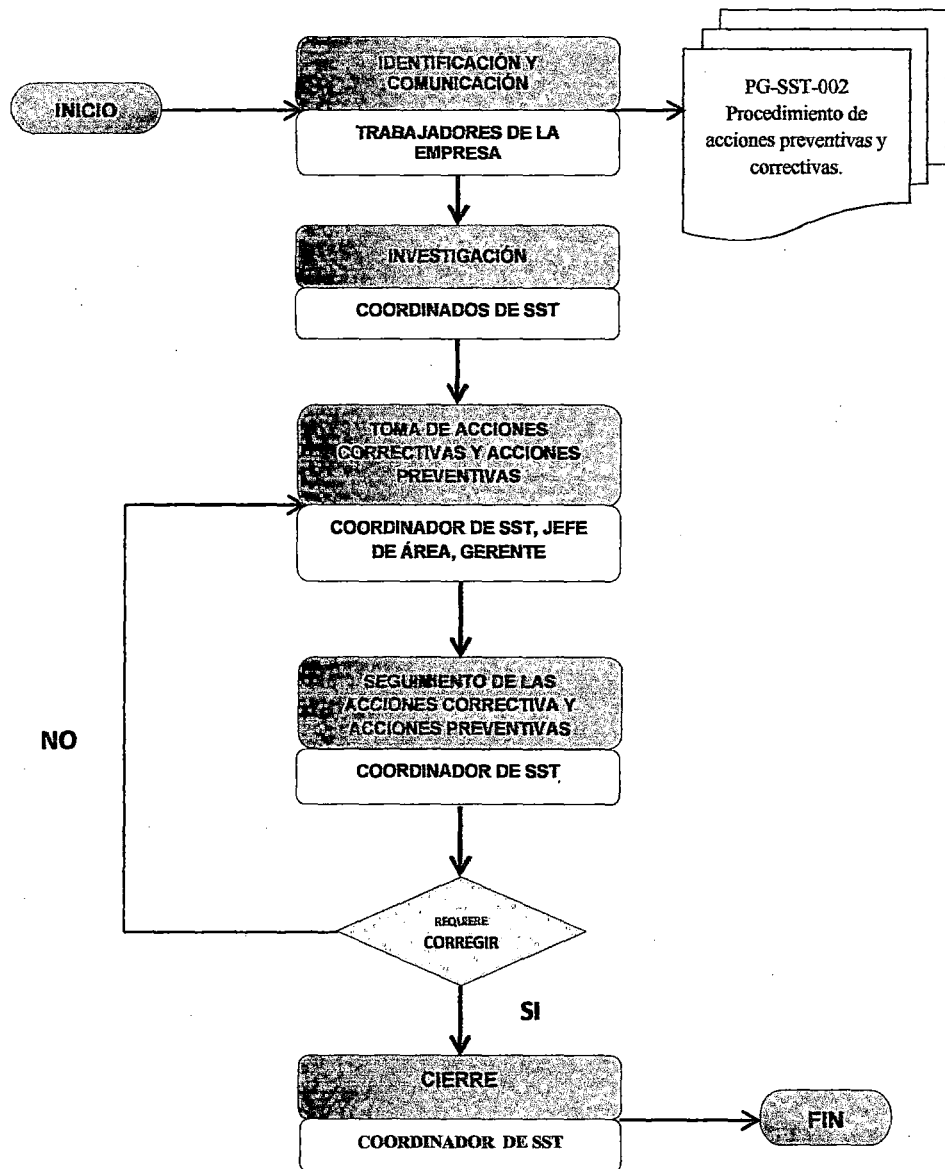 IDENTIFICACIÓN Y
COMUNICACIÓN
INICIO
TRABAJADORES DE LA
EMPRESA
PG-SST-002
Procedimiento de
acciones preventivas y
correctivas.
INVESTIGACIÓN
COORDINADOS DE SST
TOMA DE ACCIONES
CORRECTIVAS Y ACCIONES
PREVENTIVAS
COORDINADOR DE SST, JEFE
DE ÁREA, GERENTE
SEGUIMIENTO DE LAS
ACCIONES CORRECTIVA Y
ACCIONES PREVENTIVAS
COORDINADOR DE SST
NO
REQUIERE
CORREGIR
SI
CIERRE
COORDINADOR DE SST
FIN